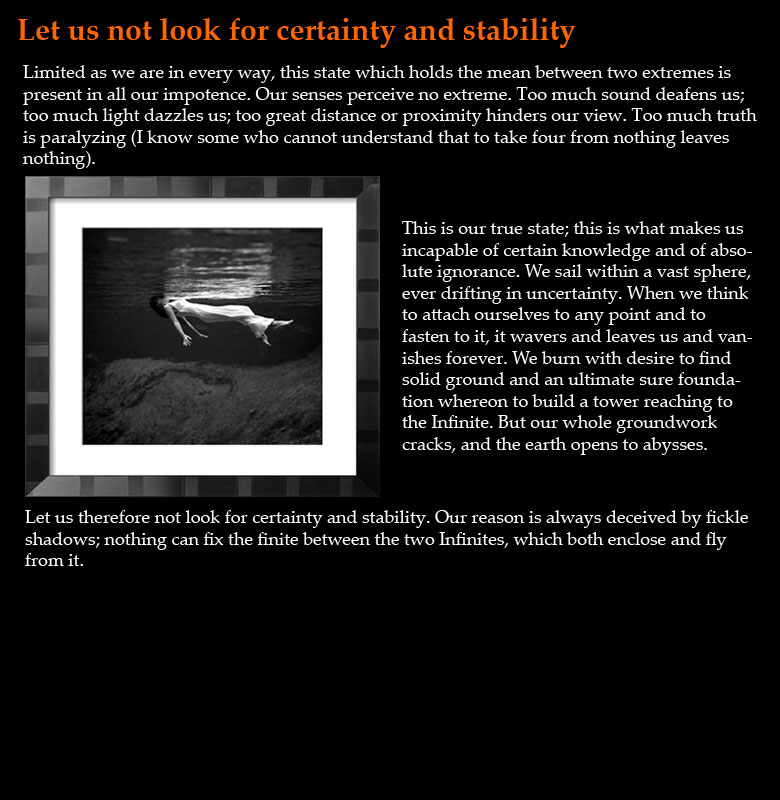 Let us not look for certainty and stability
Limited as we are in every way, this state which holds the mean between two extremes is
present in all our impotence. Our senses perceive no extreme. Too much sound deafens us;
too much light dazzles us; too great distance or proximity hinders our view. Too much truth
is paralyzing (I know some who cannot understand that to take four from nothing leaves
nothing).
This is our true state; this is what makes us
incapable of certain knowledge and of abso-
lute ignorance. We sail within a vast sphere,
ever drifting in uncertainty. When we think
to attach ourselves to any point and to
fasten to it, it wavers and leaves us and van-
ishes forever. We burn with desire to find
solid ground and an ultimate sure founda-
tion whereon to build a tower reaching to
the Infinite. But our whole groundwork
cracks, and the earth opens to abysses.
Let us therefore not look for certainty and stability. Our reason is always deceived by fickle
shadows; nothing can fix the finite between the two Infinites, which both enclose and fly
from it.